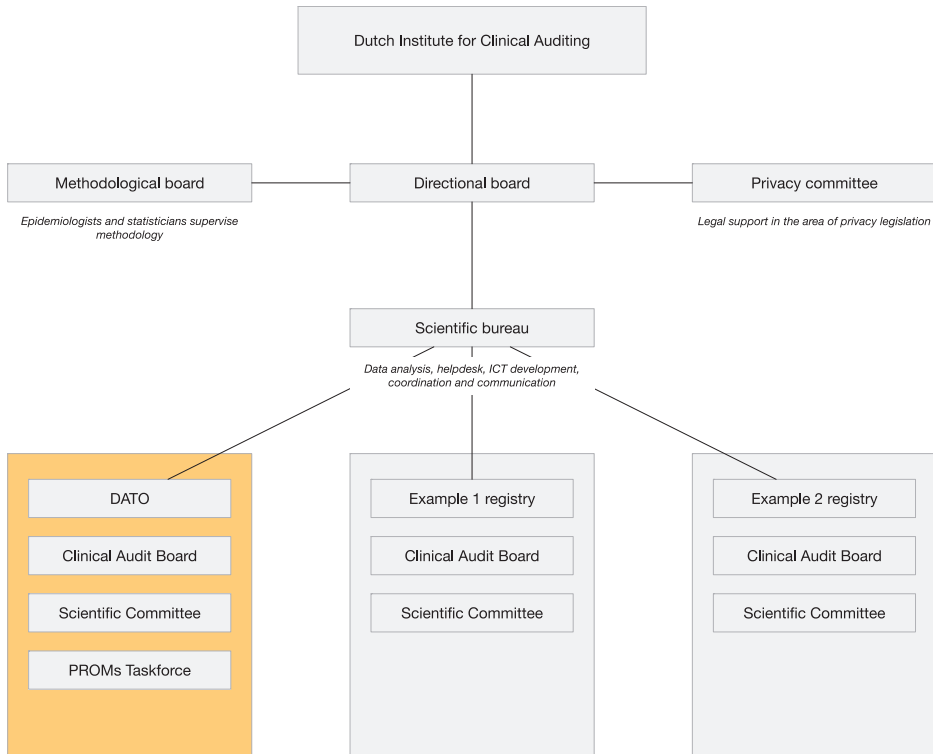 Dutch Institute for Clinical Auditing
Methodological board
Directional board
Privacy committee
Epidemiologists and statisticians supervise
methodology
Legal support in the area of privacy legislation
Scientific bureau
Data analysis, helpdesk, ICT development,
coordination and communication
DATO
Example 1 registry
Example 2 registry
Clinical Audit Board
Clinical Audit Board
Clinical Audit Board
Scientific Committee
Scientific Committee
Scientific Committee
PROMs Taskforce